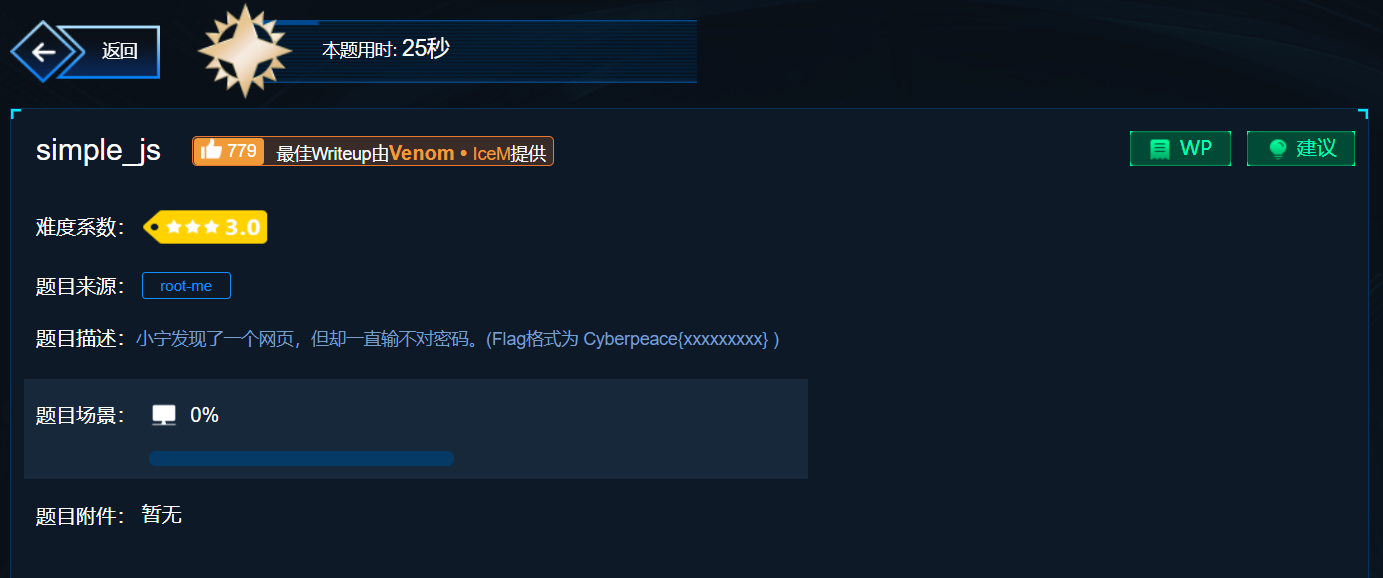 返回
本题用时: 25秒
simple_js 779 最佳Writeup由Venom • IceM提供 WP 建议
难度系数： 3.0
题目来源： root-me
题目描述： 小宁发现了一个网页，但却一直输不对密码。(Flag格式为 Cyberpeace{xxxxxxxxx} )
题目场景： 0%
题目附件： 暂无